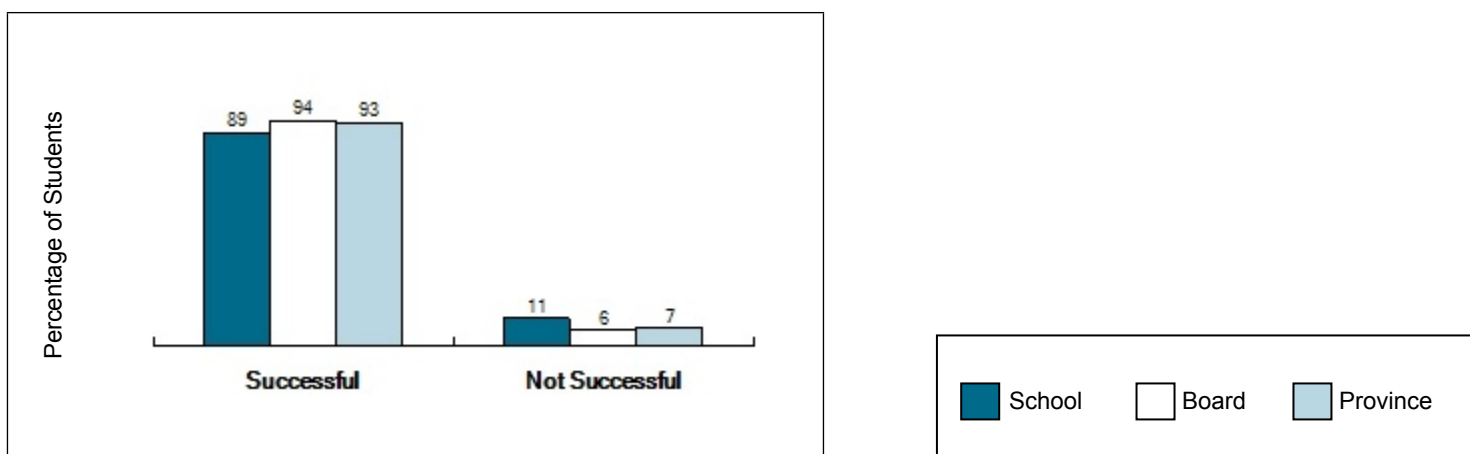 Percentage of Students
89 94 93
11 6 7
Successful Not Successful
School Board Province